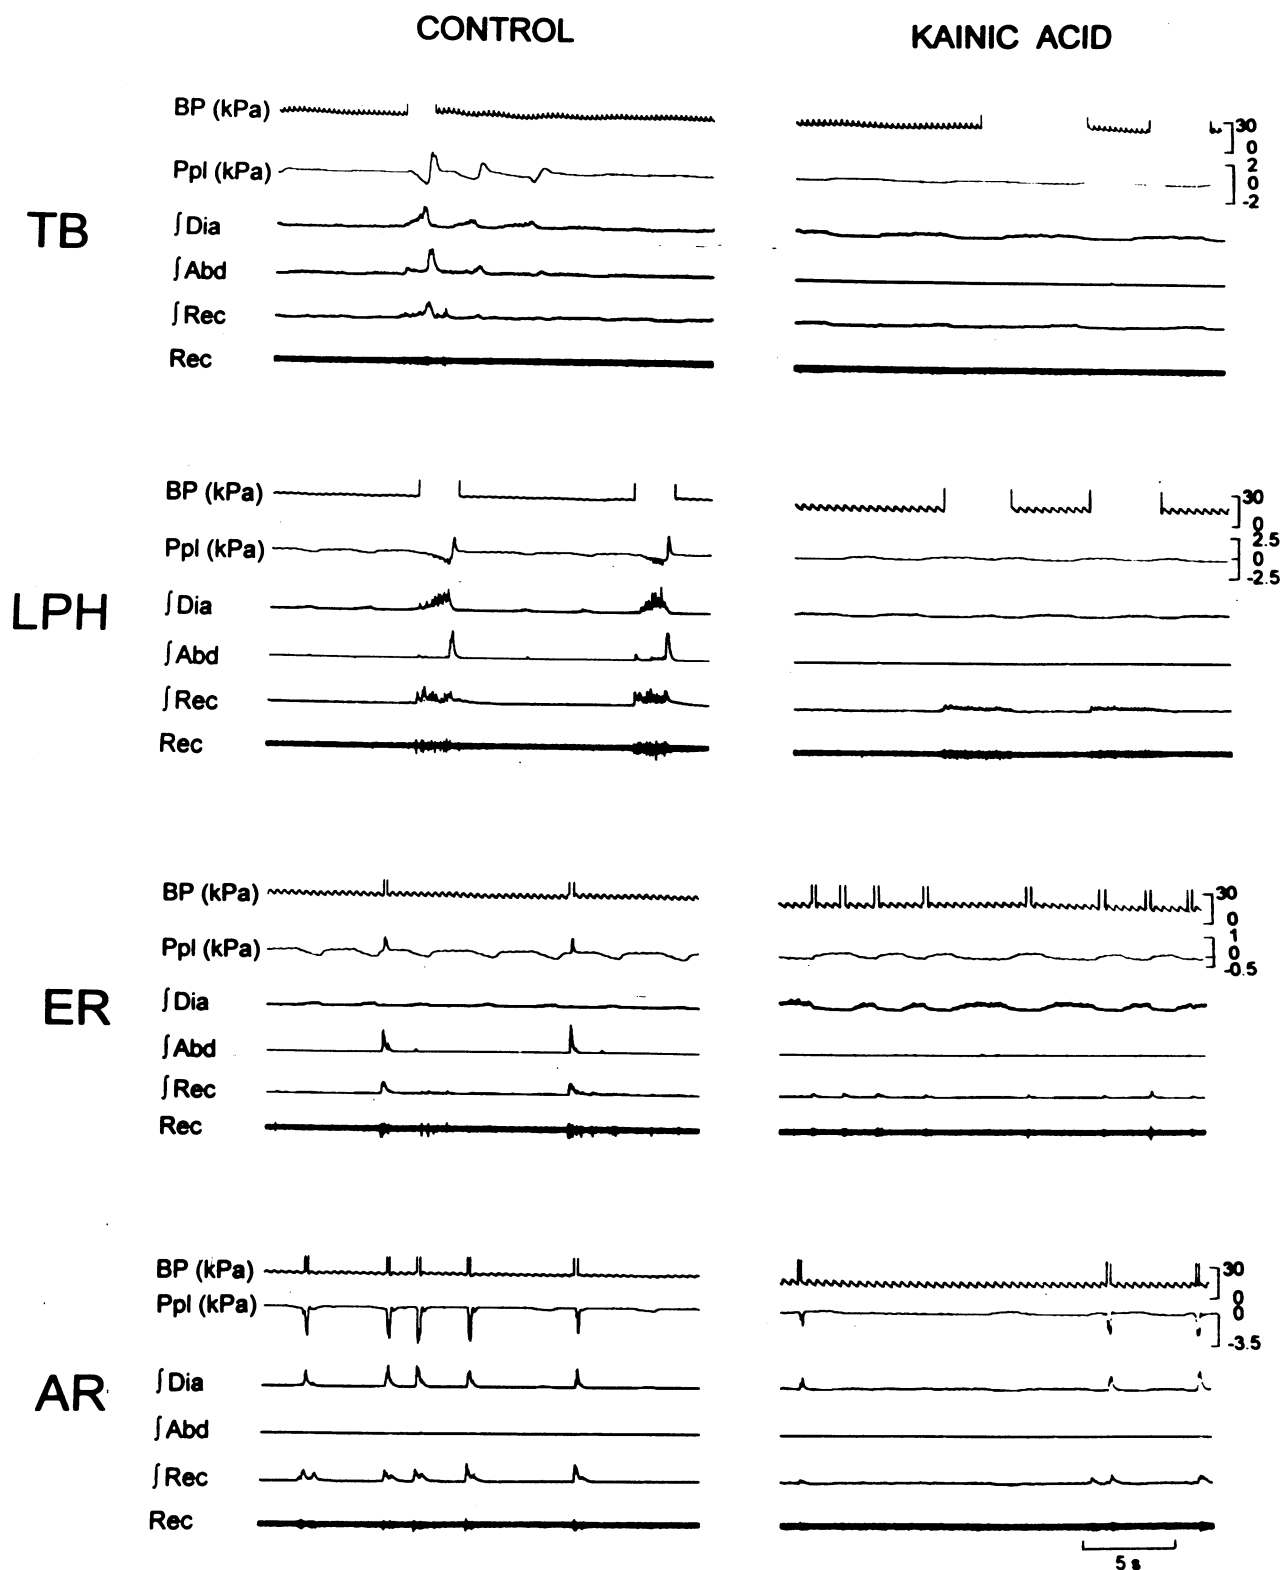 CONTROL
KAINIC ACID
TB
BP (kPa)
Ppl (kPa)
∫Dia
∫Abd
∫Rec
Rec
30
0
2
0
-2
LPH
BP (kPa)
Ppl (kPa)
∫Dia
∫Abd
∫Rec
Rec
30
0
2.5
0
-2.5
ER
BP (kPa)
Ppl (kPa)
∫Dia
∫Abd
∫Rec
Rec
30
0
1
0
-0.5
AR
BP (kPa)
Ppl (kPa)
∫Dia
∫Abd
∫Rec
Rec
30
0
0
-3.5
5 s